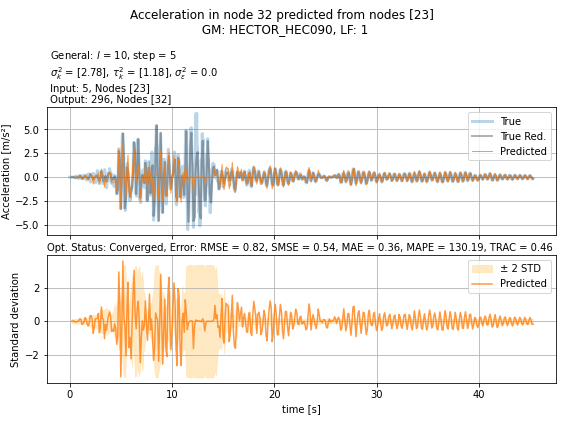 Acceleration in node 32 predicted from nodes [23]
GM: HECTOR_HEC090, LF: 1
General: l = 10, step = 5
σ²ₖ = [2.78], τ²ₖ = [1.18], σ²ε = 0.0
Input: 5, Nodes [23]
Output: 296, Nodes [32]
Acceleration [m/s²]
5.0
2.5
0.0
−2.5
−5.0
True
True Red.
Predicted
Opt. Status: Converged, Error: RMSE = 0.82, SMSE = 0.54, MAE = 0.36, MAPE = 130.19, TRAC = 0.46
Standard deviation
2
0
−2
± 2 STD
Predicted
0
10
20
30
40
time [s]